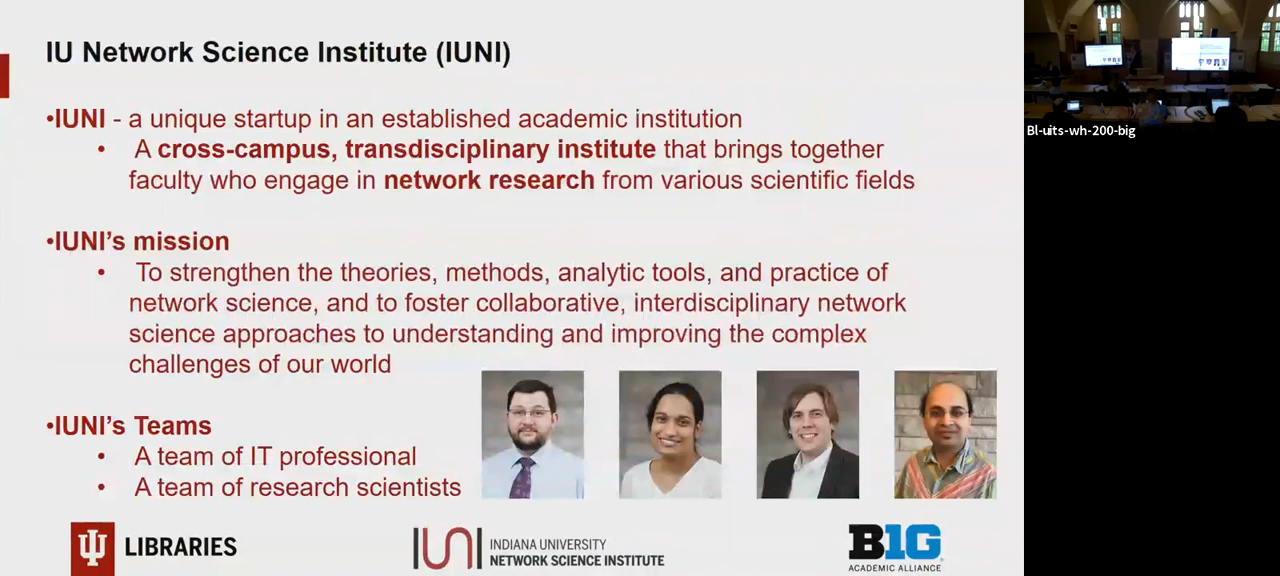 IU Network Science Institute (IUNI)
•IUNI - a unique startup in an established academic institution
• A cross-campus, transdisciplinary institute that brings together
faculty who engage in network research from various scientific fields
•IUNI's mission
• To strengthen the theories, methods, analytic tools, and practice of
network science, and to foster collaborative, interdisciplinary network
science approaches to understanding and improving the complex
challenges of our world
•IUNI's Teams
• A team of IT professional
• A team of research scientists
LIBRARIES
IUNI
INDIANA UNIVERSITY
NETWORK SCIENCE INSTITUTE
B1G
ACADEMIC ALLIANCE
Bl-uits-wh-200-big